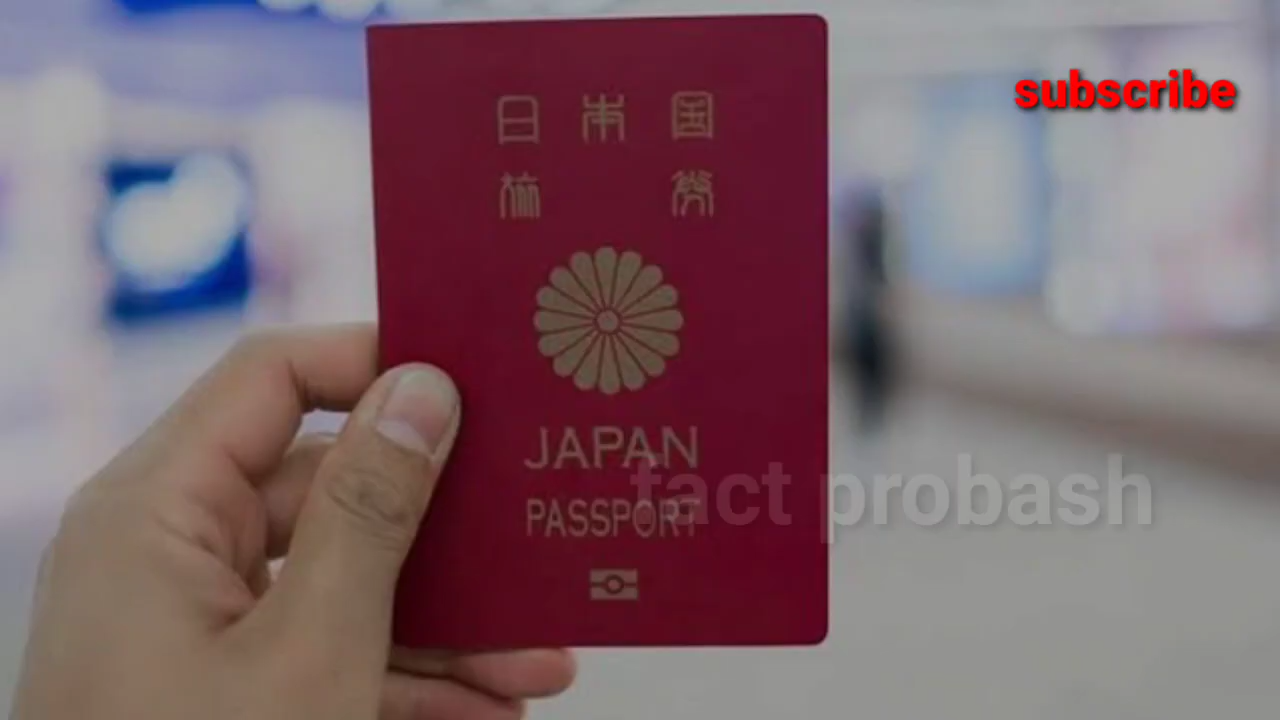 subscribe
日本国
旅券
JAPAN
PASSPORT
fact probash